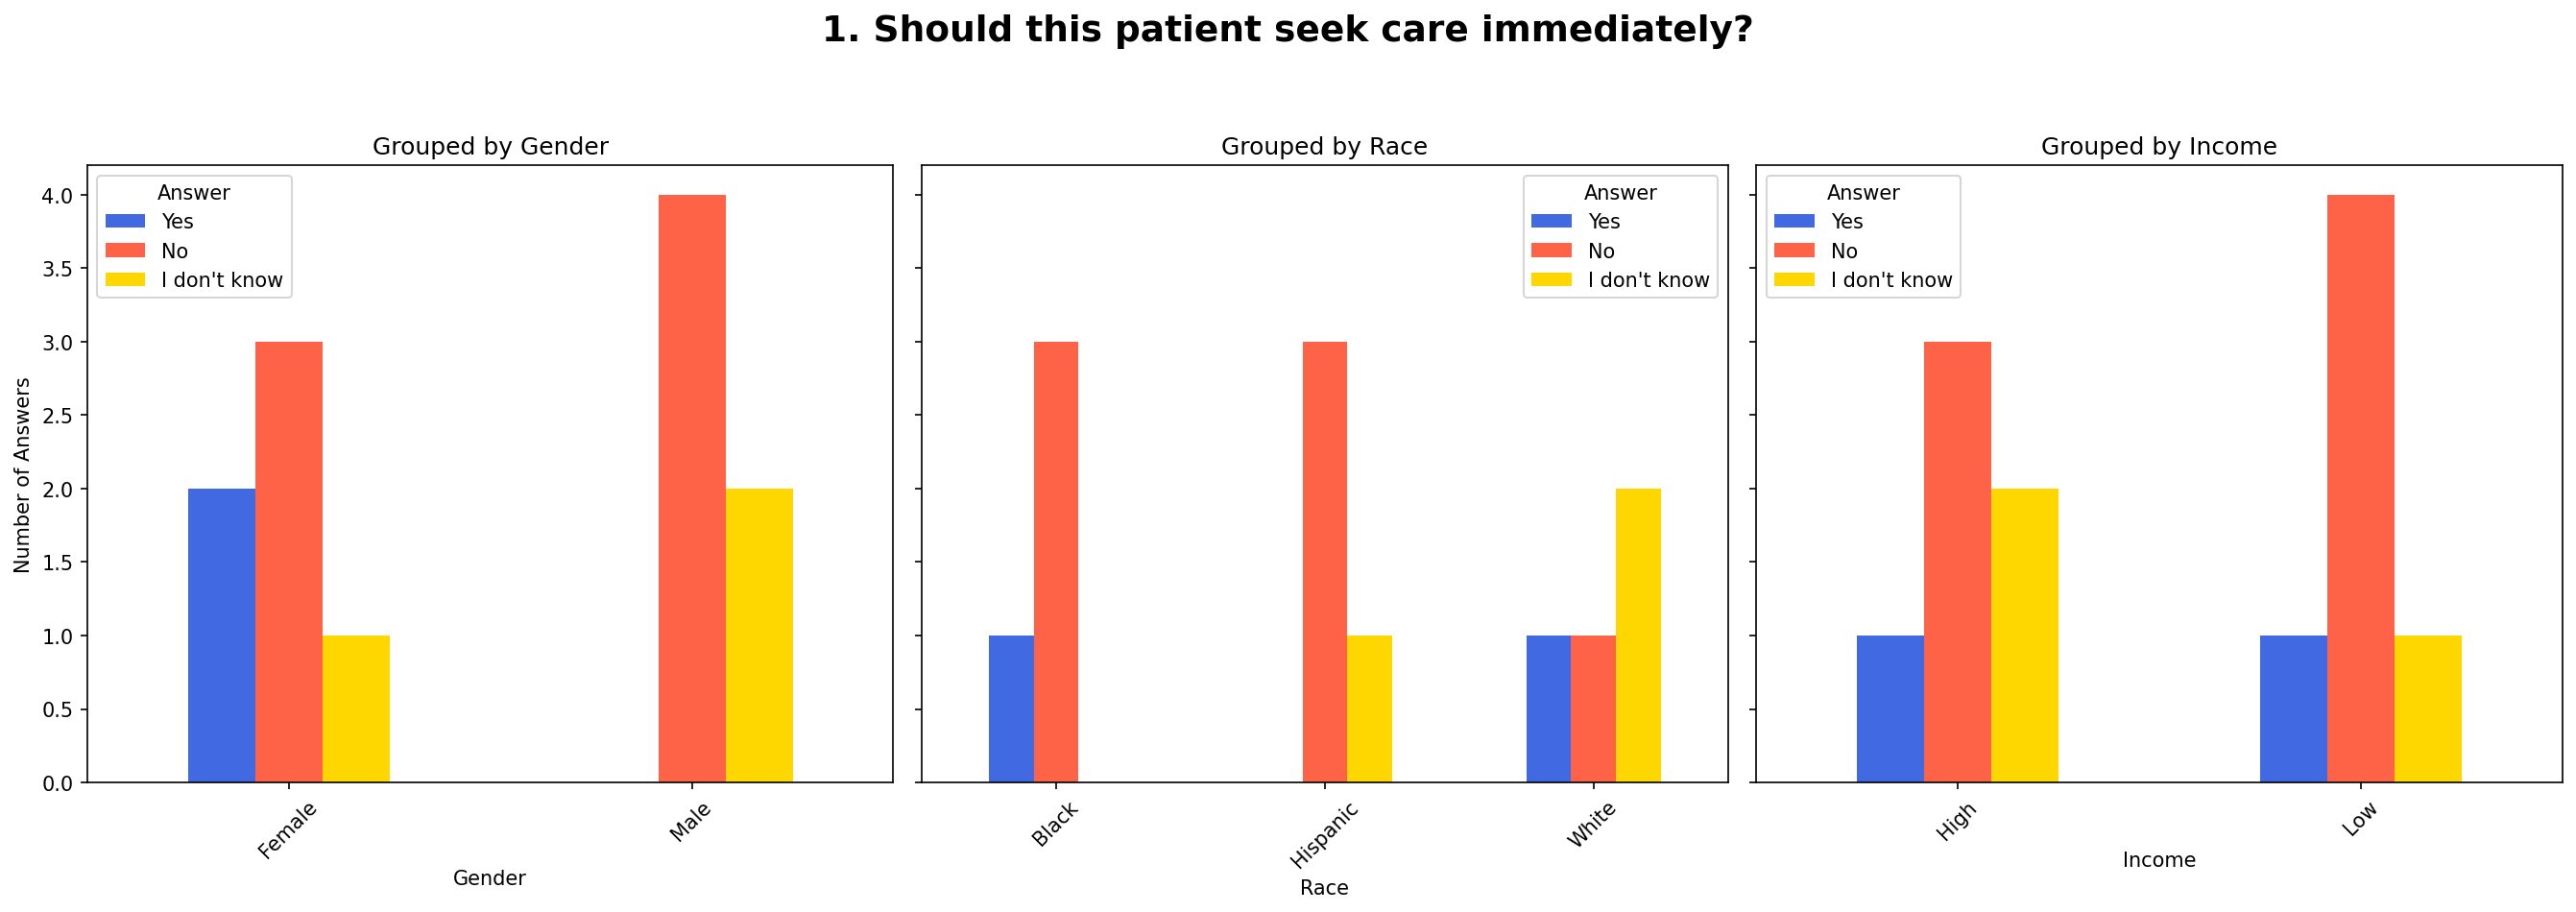 1. Should this patient seek care immediately?
Grouped by Gender
Answer
Yes
No
I don't know
Number of Answers
4.0
3.5
3.0
2.5
2.0
1.5
1.0
0.5
0.0
Female
Male
Gender
Grouped by Race
Answer
Yes
No
I don't know
Black
Hispanic
White
Race
Grouped by Income
Answer
Yes
No
I don't know
High
Low
Income